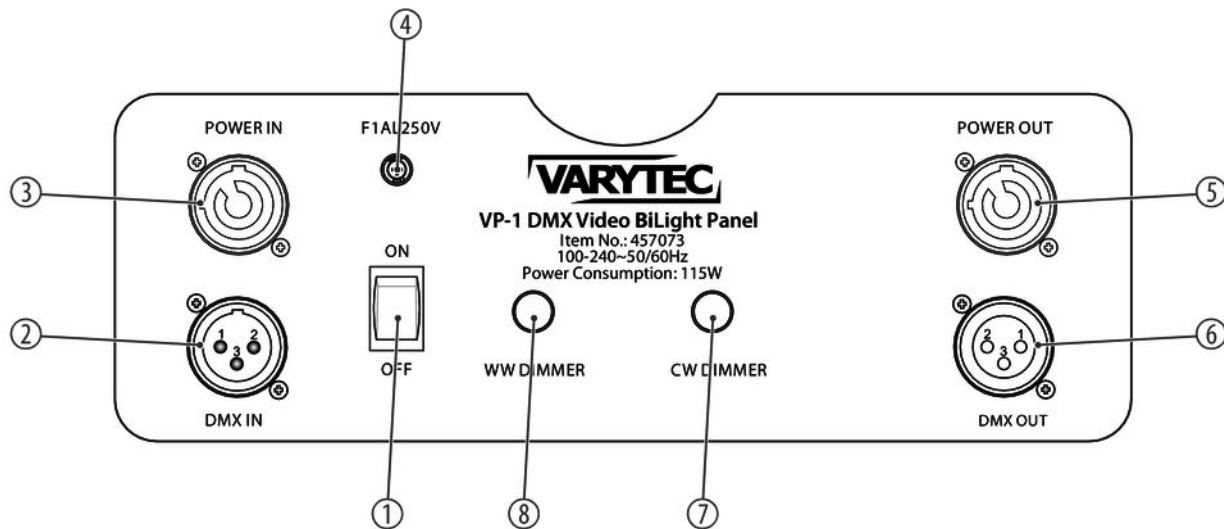 ④
POWER IN
F1AL250V
POWER OUT
③
VARYTEC
⑤
VP-1 DMX Video BiLight Panel
Item No.: 457073
100-240~50/60Hz
Power Consumption: 115W
ON
②
1 2
3
2 1
3
⑥
OFF
WW DIMMER
CW DIMMER
DMX IN
DMX OUT
①
⑧
⑦